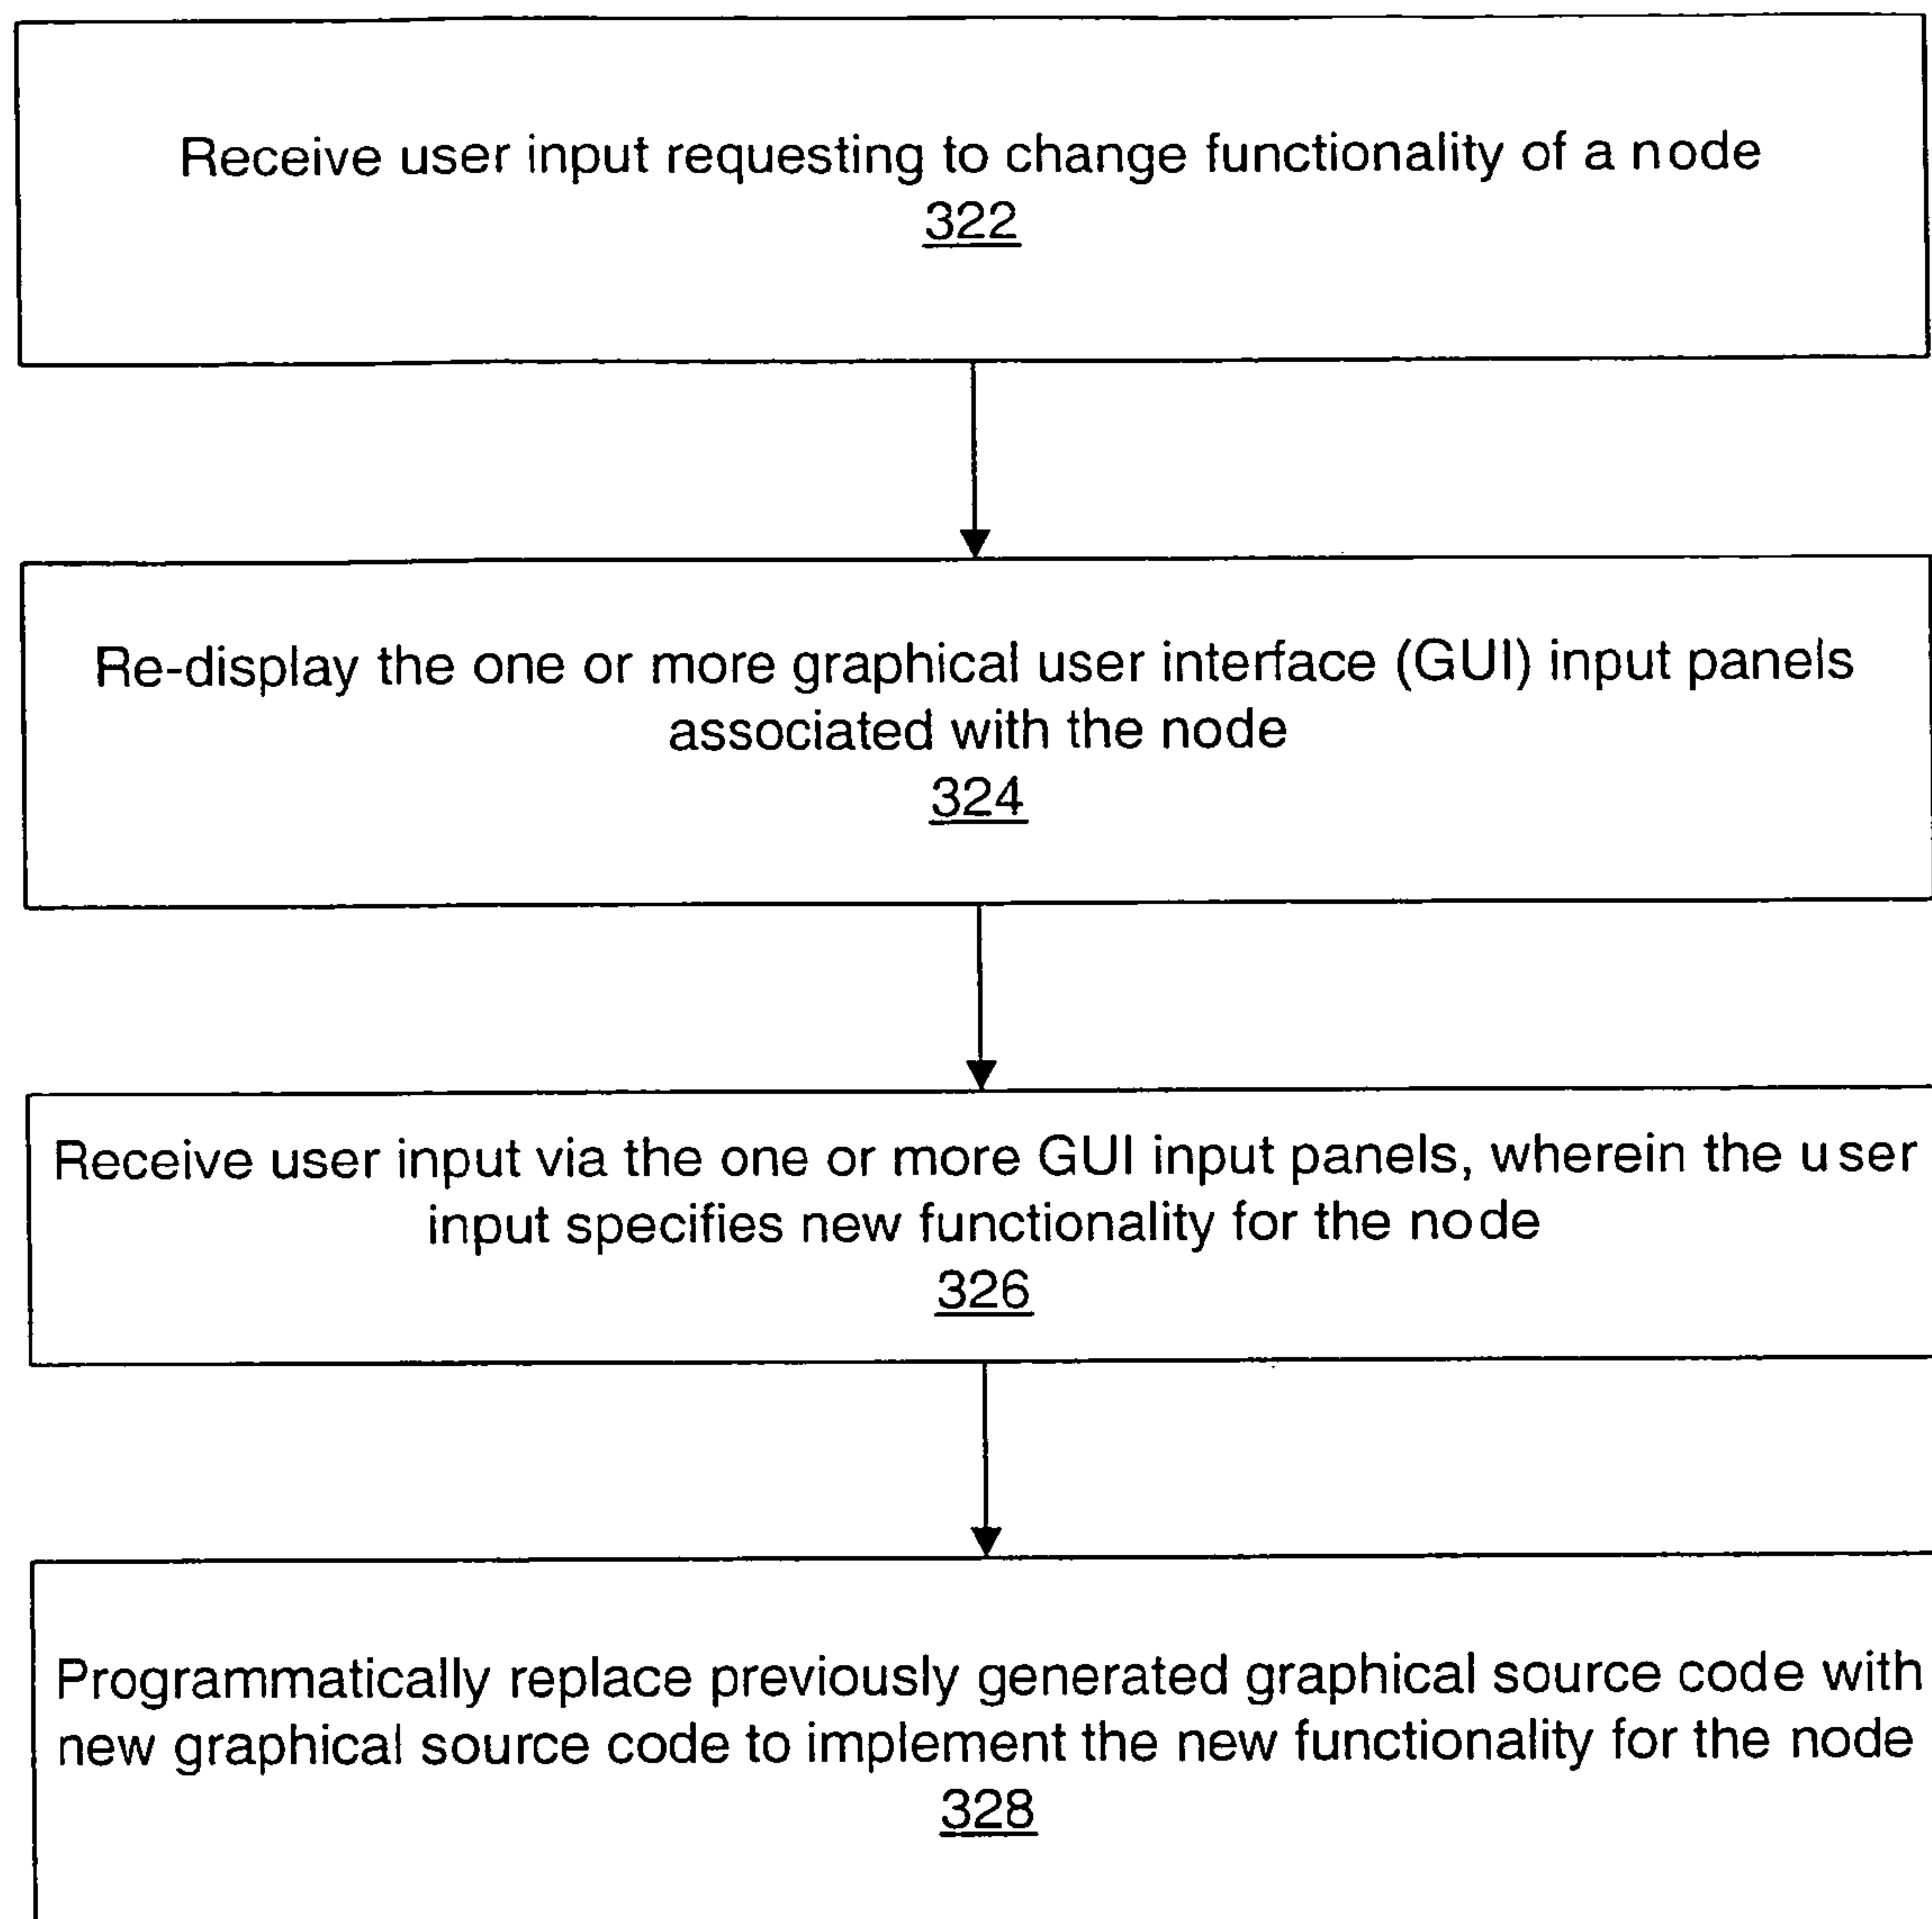 Receive user input requesting to change functionality of a node
322
Re-display the one or more graphical user interface (GUI) input panels
associated with the node
324
Receive user input via the one or more GUI input panels, wherein the user
input specifies new functionality for the node
326
Programmatically replace previously generated graphical source code with
new graphical source code to implement the new functionality for the node
328